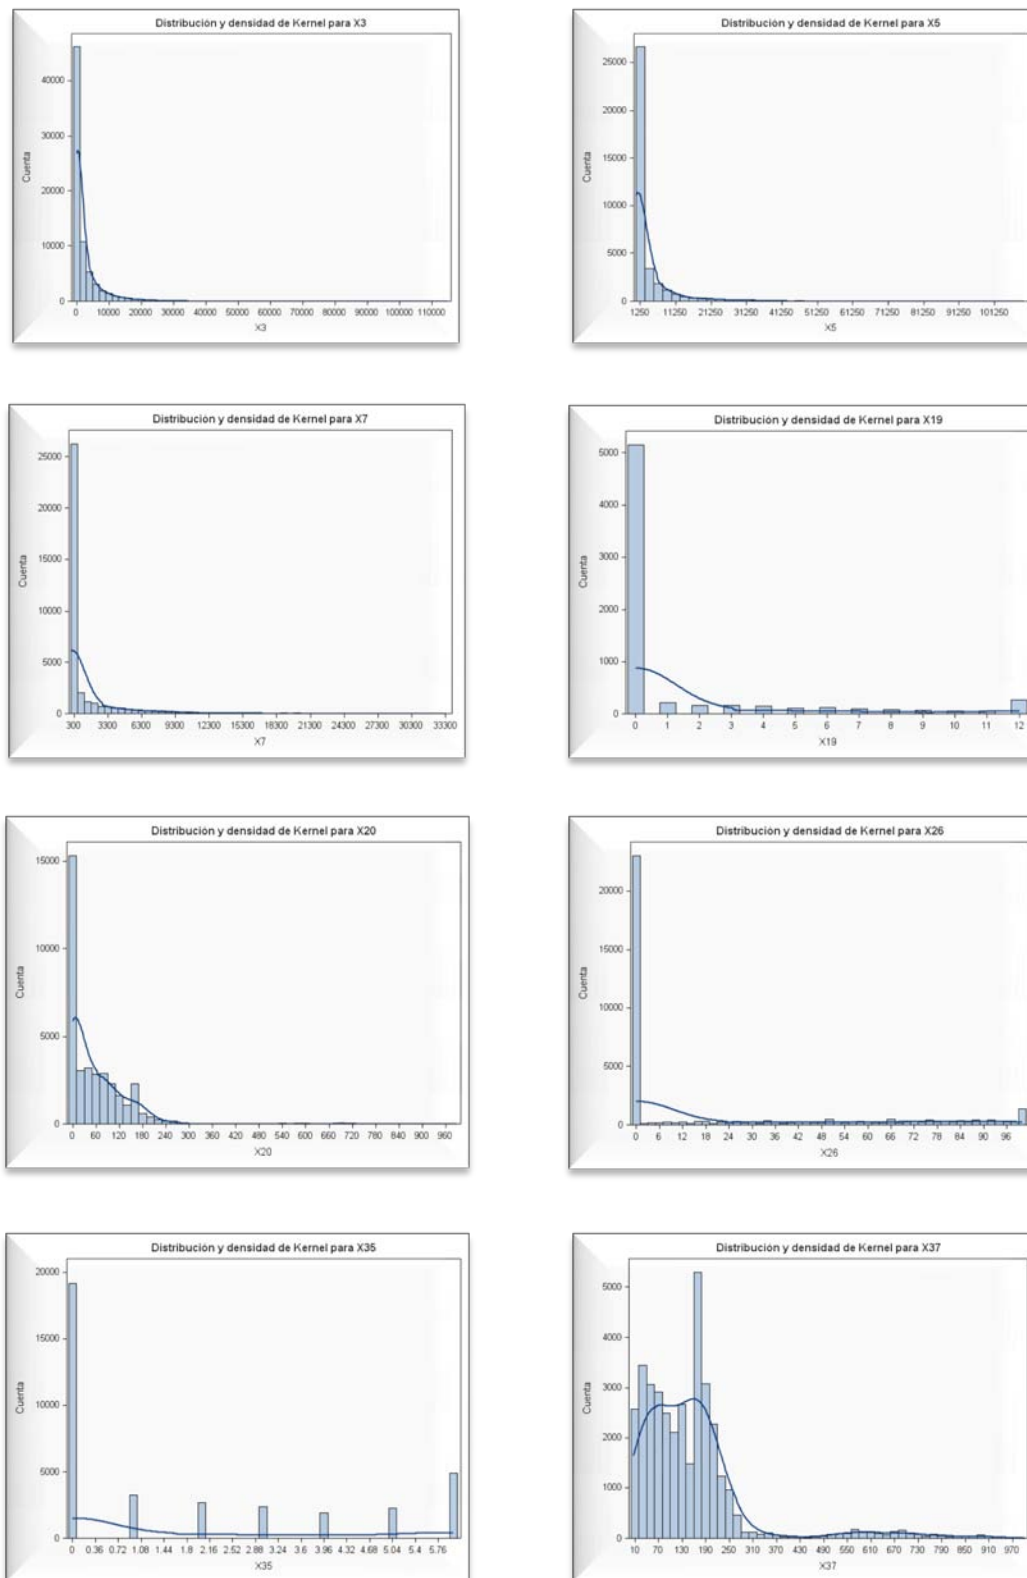 Distribución y densidad de Kernel para X3
40000
30000
20000
10000
0
Cuenta
0 10000 20000 30000 40000 50000 60000 70000 80000 90000 100000 110000
X3
Distribución y densidad de Kernel para X5
25000
20000
15000
10000
5000
0
Cuenta
1250 11250 21250 31250 41250 51250 61250 71250 81250 91250 101250
X5
Distribución y densidad de Kernel para X7
25000
20000
15000
10000
5000
0
Cuenta
300 3300 6300 9300 12300 15300 18300 21300 24300 27300 30300 33300
X7
Distribución y densidad de Kernel para X19
5000
4000
3000
2000
1000
0
Cuenta
0 1 2 3 4 5 6 7 8 9 10 11 12
X19
Distribución y densidad de Kernel para X20
15000
10000
5000
0
Cuenta
0 60 120 180 240 300 360 420 480 540 600 660 720 780 840 900 960
X20
Distribución y densidad de Kernel para X26
20000
15000
10000
5000
0
Cuenta
0 6 12 18 24 30 36 42 48 54 60 66 72 78 84 90 96
X26
Distribución y densidad de Kernel para X35
20000
15000
10000
5000
0
Cuenta
0 0.36 0.72 1.08 1.44 1.8 2.16 2.52 2.88 3.24 3.6 3.96 4.32 4.68 5.04 5.4 5.76
X35
Distribución y densidad de Kernel para X37
5000
4000
3000
2000
1000
0
Cuenta
10 70 130 190 250 310 370 430 490 550 610 670 730 790 850 910 970
X37